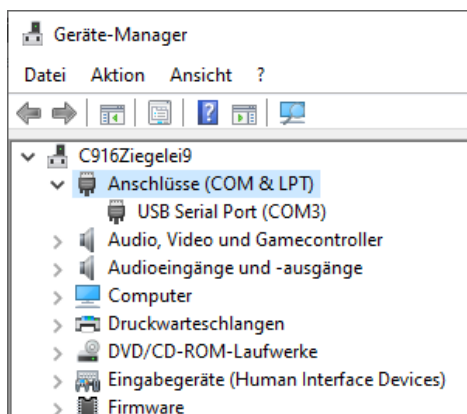 Geräte-Manager
Datei Aktion Ansicht ?
C916Ziegelei9
Anschlüsse (COM & LPT)
USB Serial Port (COM3)
Audio, Video und Gamecontroller
Audioeingänge und -ausgänge
Computer
Druckwarteschlangen
DVD/CD-ROM-Laufwerke
Eingabegeräte (Human Interface Devices)
Firmware